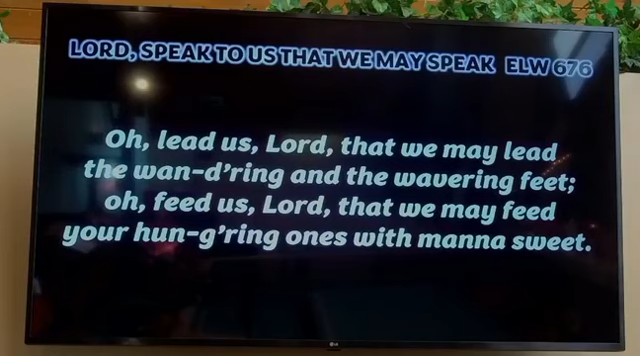 LORD, SPEAK TO US THAT WE MAY SPEAK ELW 676
Oh, lead us, Lord, that we may lead
the wan-d'ring and the wavering feet;
oh, feed us, Lord, that we may feed
your hun-g'ring ones with manna sweet.
LG